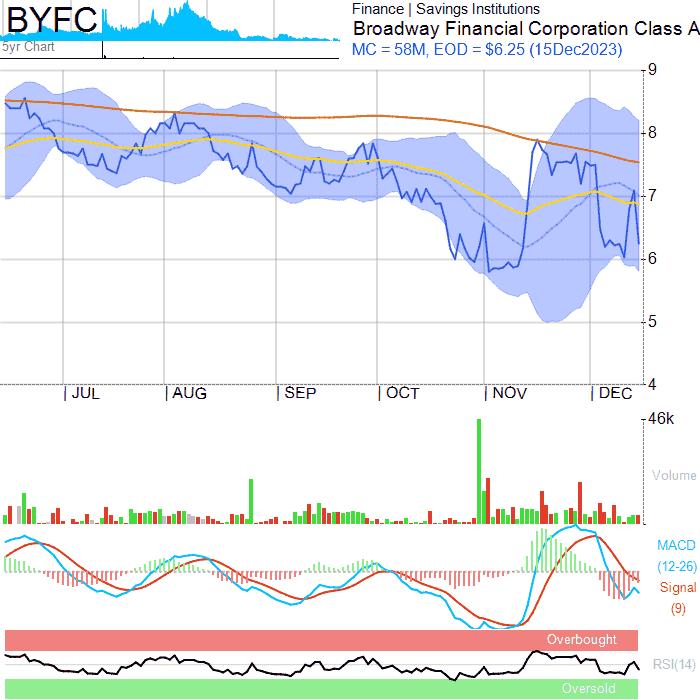 BYFC
5yr Chart
Finance | Savings Institutions
Broadway Financial Corporation Class A
MC = 58M, EOD = $6.25 (15Dec2023)
9
8
7
6
5
4
JUL
AUG
SEP
OCT
NOV
DEC
46k
Volume
MACD
(12-26)
Signal
(9)
Overbought
RSI(14)
Oversold